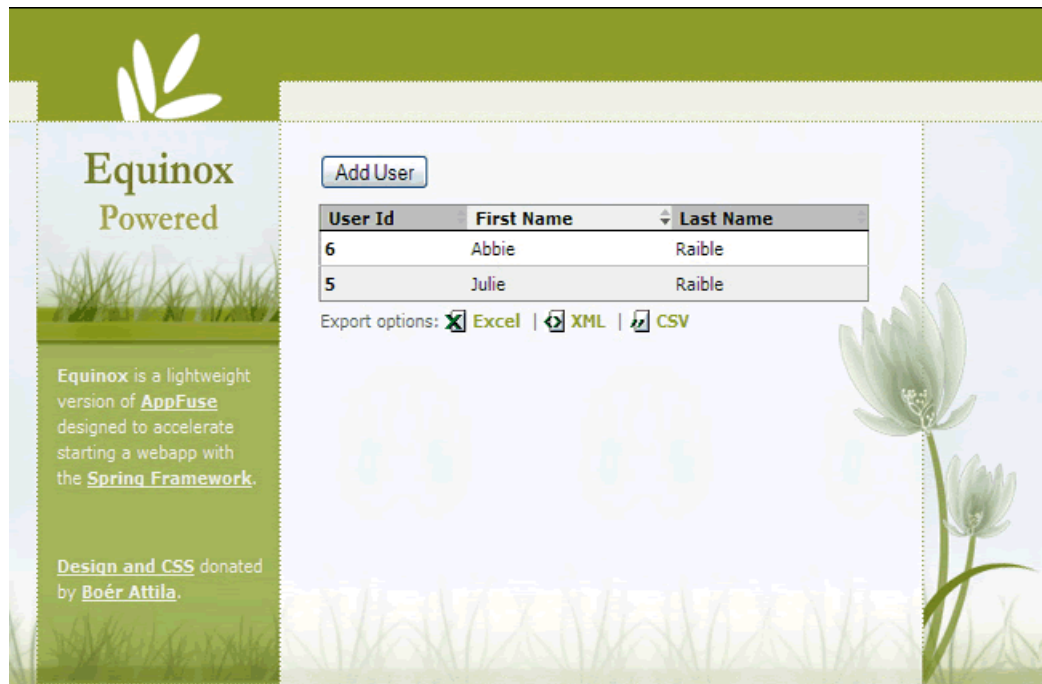 Equinox
Powered
Equinox is a lightweight
version of AppFuse
designed to accelerate
starting a webapp with
the Spring Framework.
Design and CSS donated
by Boér Attila.
Add User
User Id First Name Last Name
6 Abbie Raible
5 Julie Raible
Export options: Excel | XML | CSV